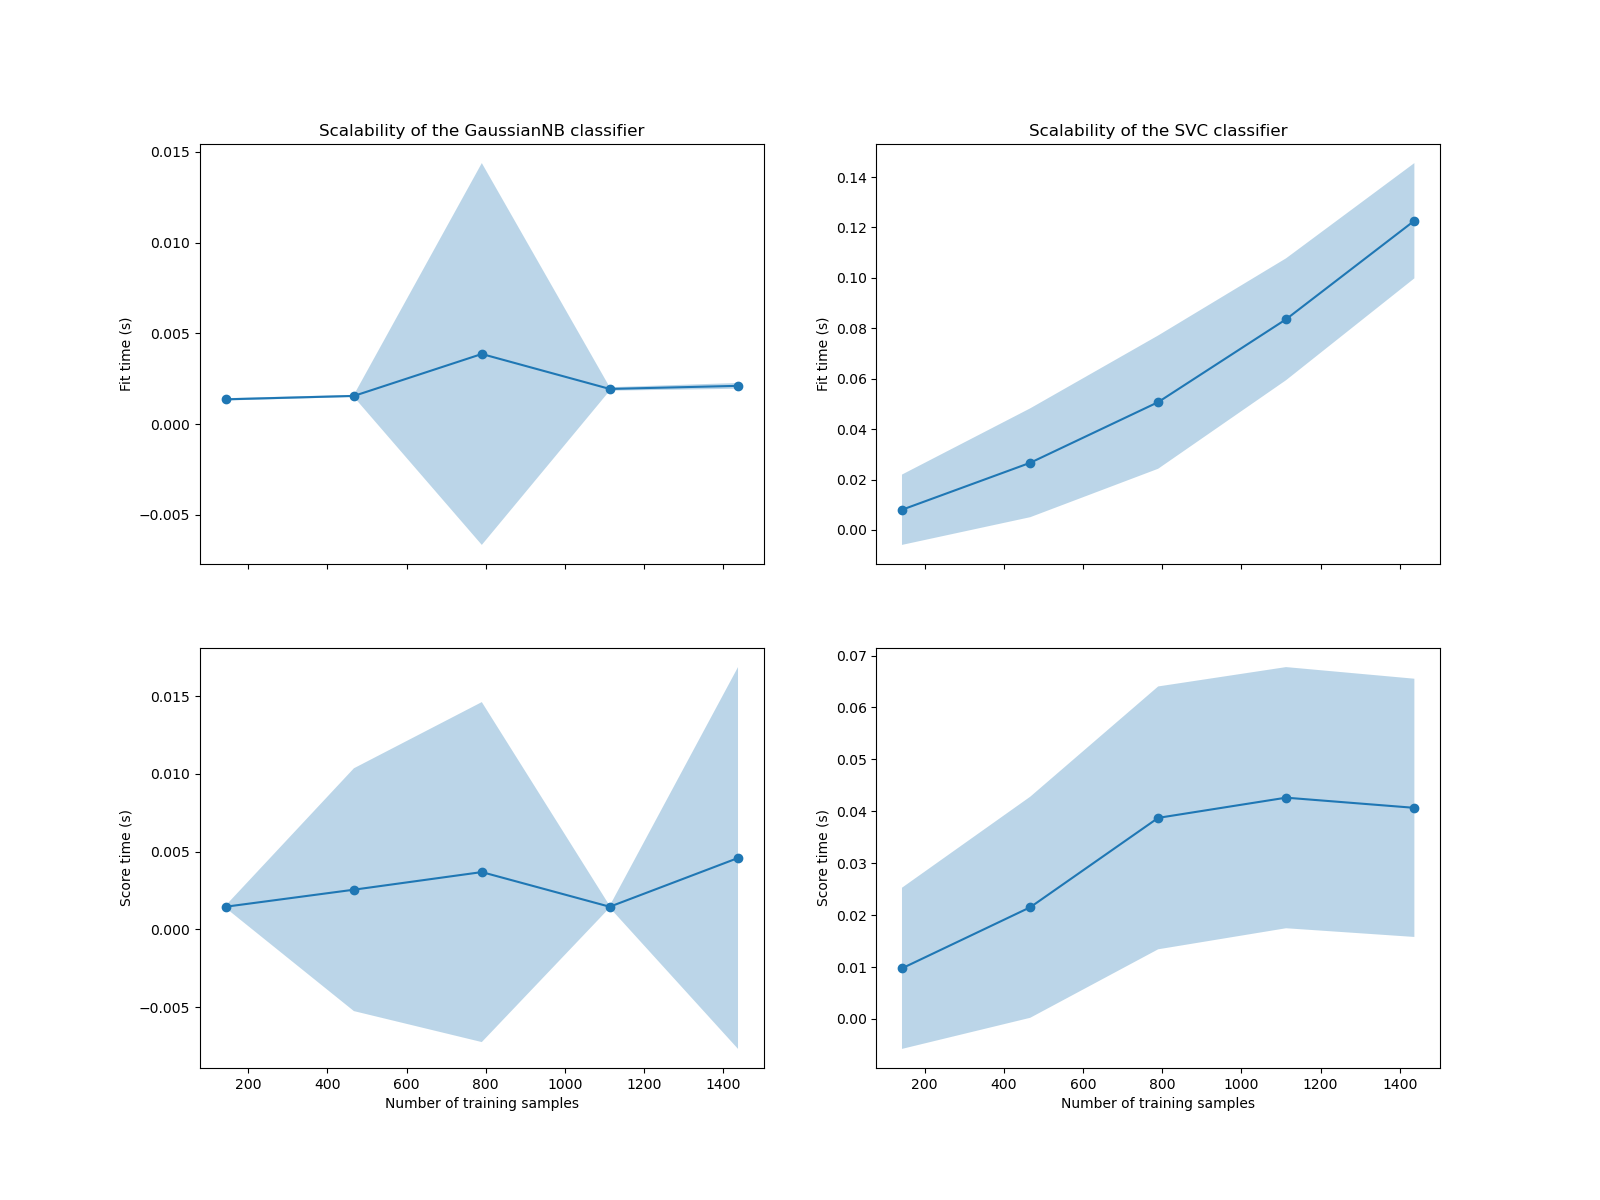 Scalability of the GaussianNB classifier
0.015
0.010
0.005
0.000
−0.005
Fit time (s)
Scalability of the SVC classifier
0.14
0.12
0.10
0.08
0.06
0.04
0.02
0.00
Fit time (s)
0.015
0.010
0.005
0.000
−0.005
Score time (s)
200 400 600 800 1000 1200 1400
Number of training samples
0.07
0.06
0.05
0.04
0.03
0.02
0.01
0.00
Score time (s)
200 400 600 800 1000 1200 1400
Number of training samples